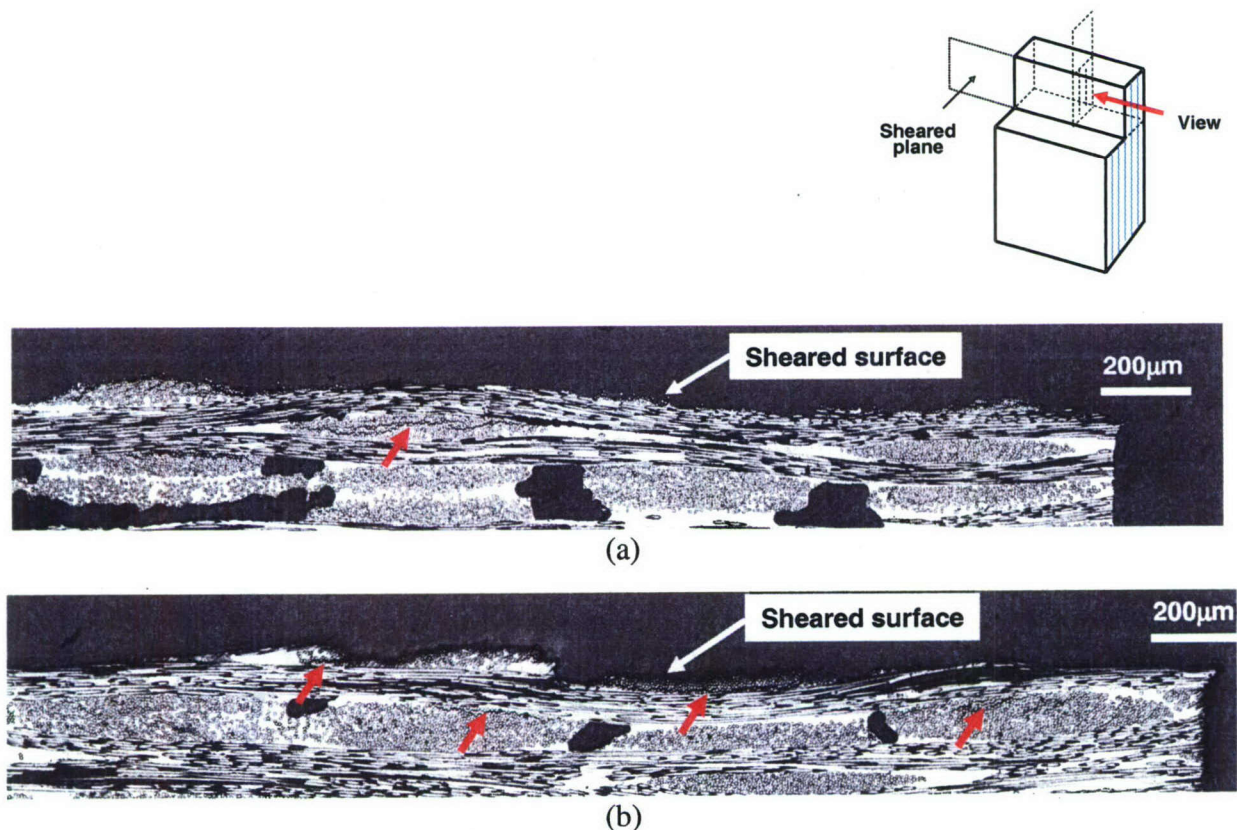 Sheared
plane
View
Sheared surface
200μm
(a)
Sheared surface
200μm
(b)